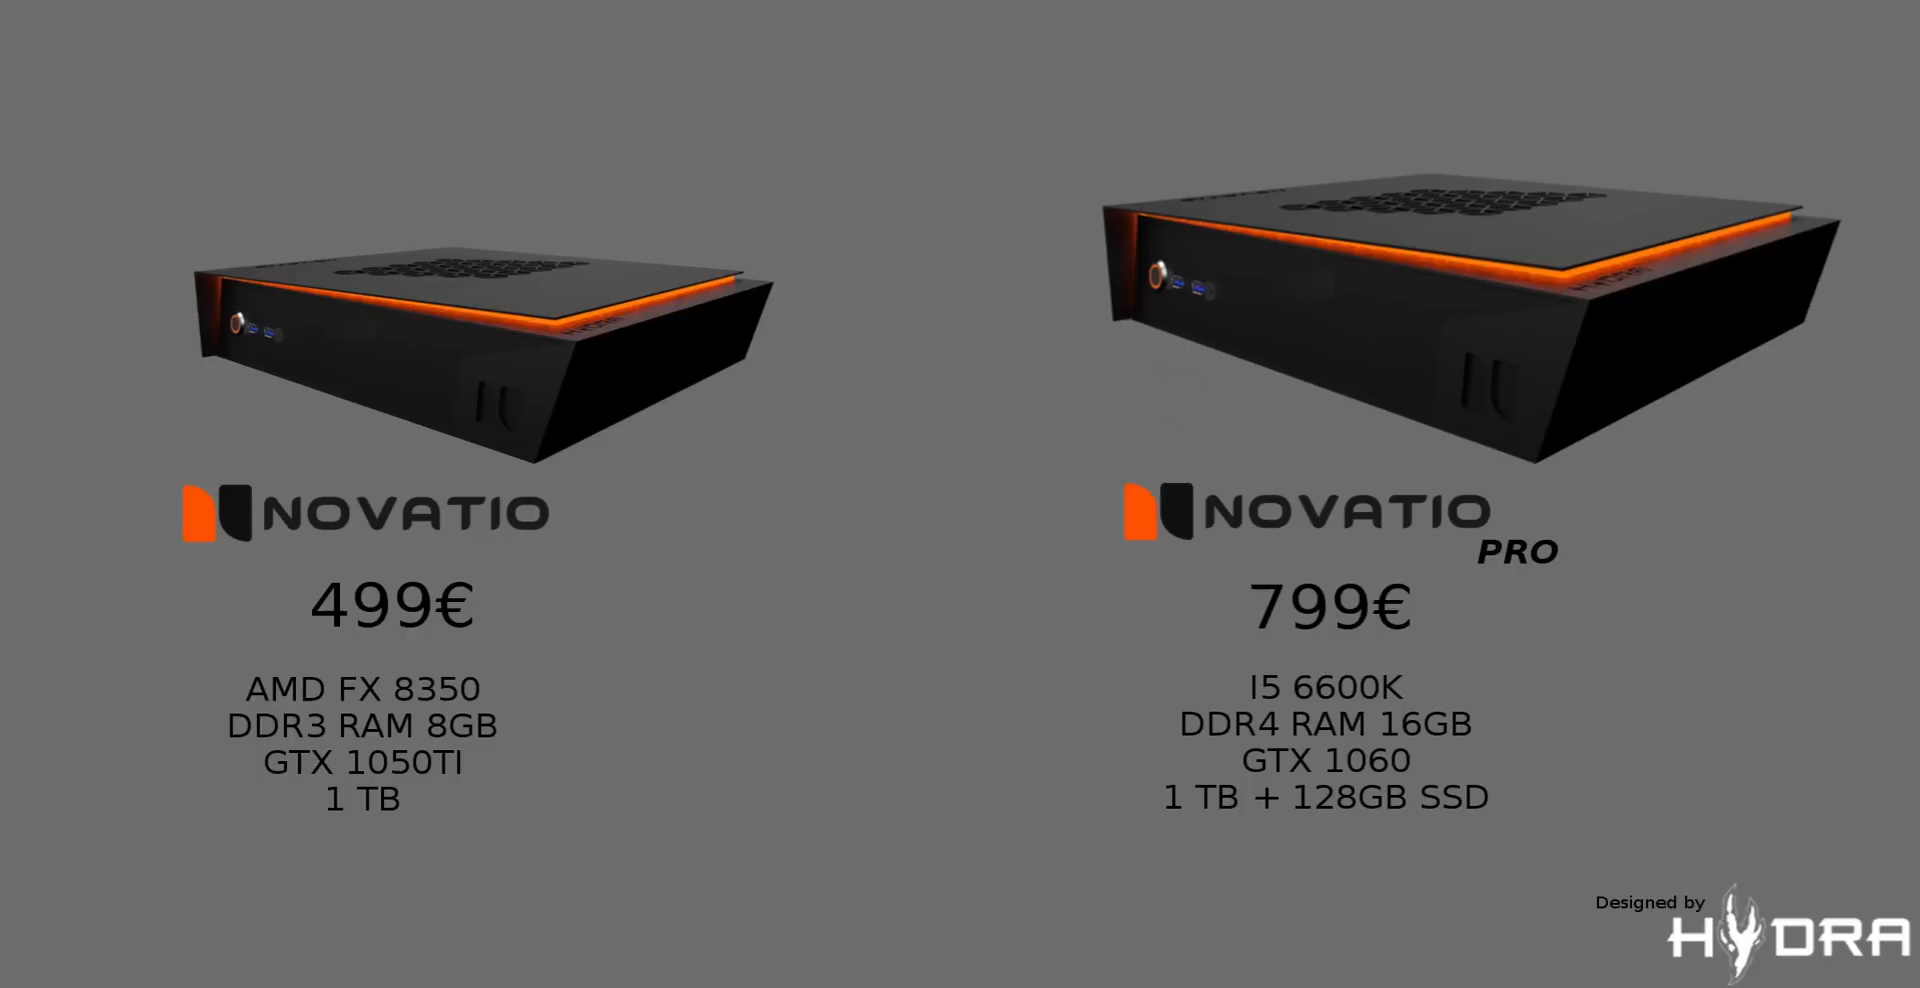 NOVATIO
499€
AMD FX 8350
DDR3 RAM 8GB
GTX 1050TI
1 TB
NOVATIO
PRO
799€
I5 6600K
DDR4 RAM 16GB
GTX 1060
1 TB + 128GB SSD
Designed by
HYDRA